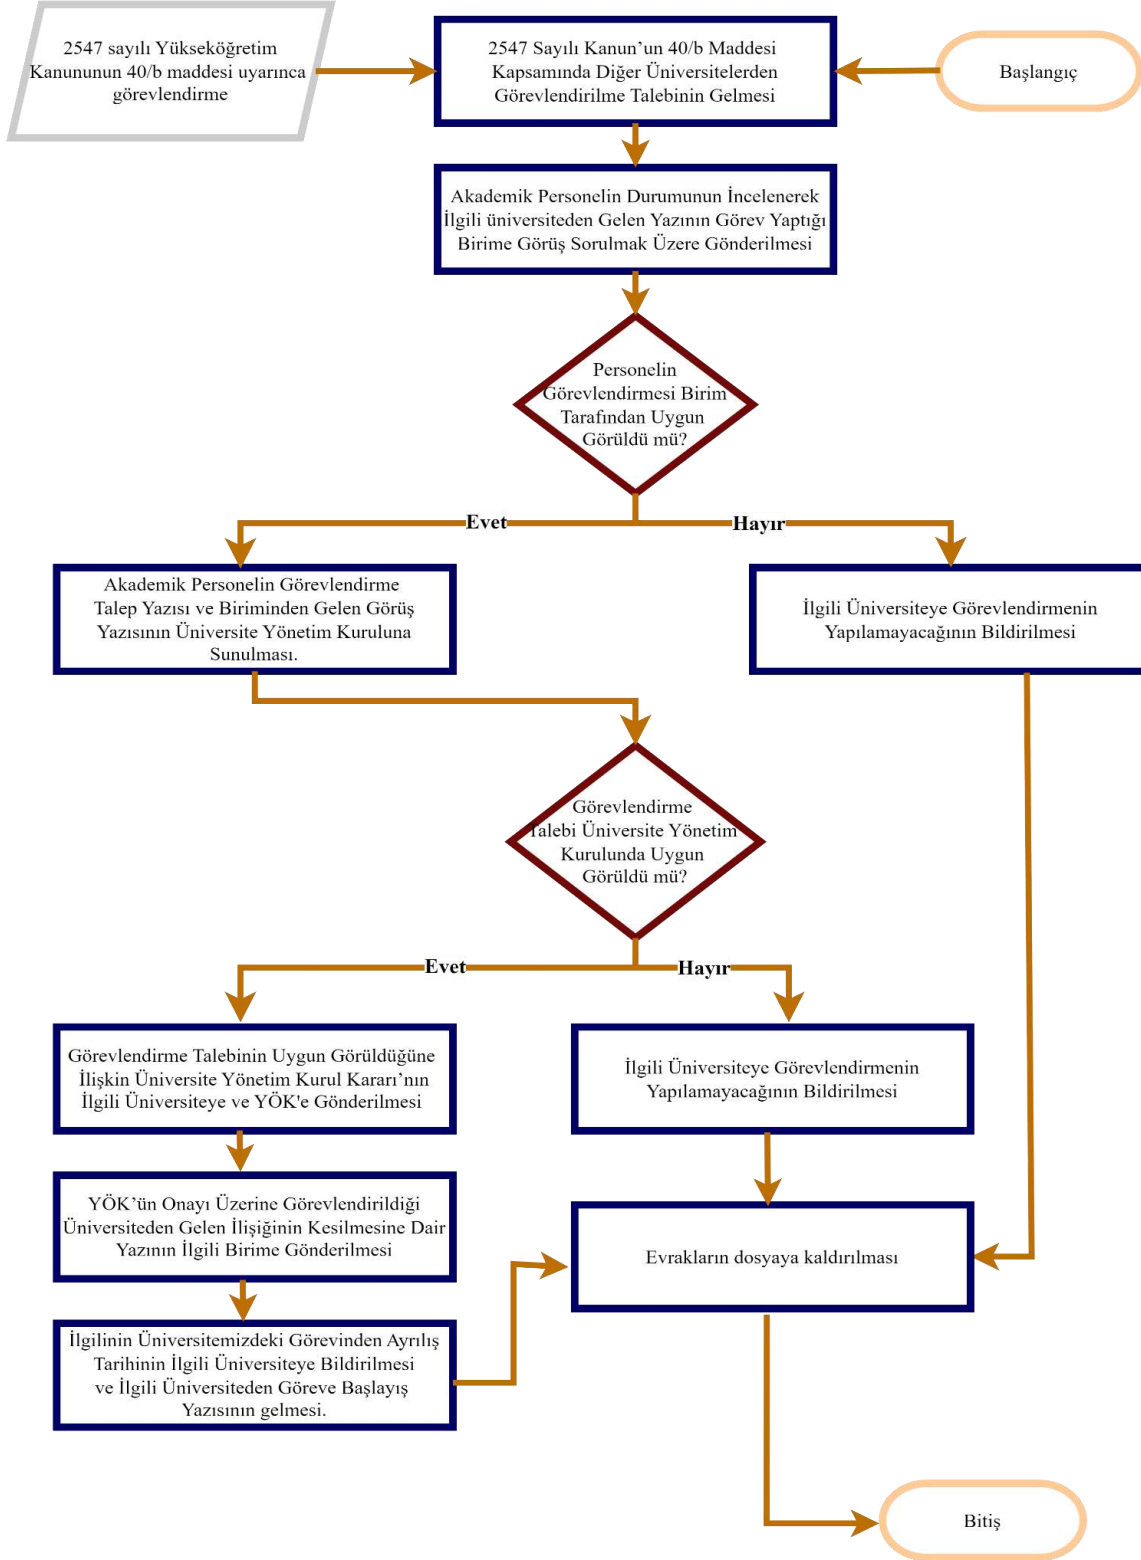 2547 sayılı Yükseköğretim
Kanununun 40/b maddesi uyarınca
görevlendirme
2547 Sayılı Kanun’un 40/b Maddesi
Kapsamında Diğer Üniversitelerden
Görevlendirilme Talebinin Gelmesi
Başlangıç
Akademik Personelin Durumunun İncelenerek
İlgili üniversiteden Gelen Yazının Görev Yaptığı
Birime Görüş Sorulmak Üzere Gönderilmesi
Personelin
Görevlendirmesi Birim
Tarafından Uygun
Görüldü mü?
Evet
Hayır
Akademik Personelin Görevlendirme
Talep Yazısı ve Biriminden Gelen Görüş
Yazısının Üniversite Yönetim Kuruluna
Sunulması.
İlgili Üniversiteye Görevlendirmenin
Yapılamayacağının Bildirilmesi
Görevlendirme
Talebi Üniversite Yönetim
Kurulunda Uygun
Görüldü mü?
Evet
Hayır
Görevlendirme Talebinin Uygun Görüldüğüne
İlişkin Üniversite Yönetim Kurul Kararı’nın
İlgili Üniversiteye ve YÖK'e Gönderilmesi
İlgili Üniversiteye Görevlendirmenin
Yapılamayacağının Bildirilmesi
YÖK’ün Onayı Üzerine Görevlendirildiği
Üniversiteden Gelen İlişiğinin Kesilmesine Dair
Yazının İlgili Birime Gönderilmesi
Evrakların dosyaya kaldırılması
İlgilinin Üniversitemizdeki Görevinden Ayrılış
Tarihinin İlgili Üniversiteye Bildirilmesi
ve İlgili Üniversiteden Göreve Başlayış
Yazısının gelmesi.
Bitiş